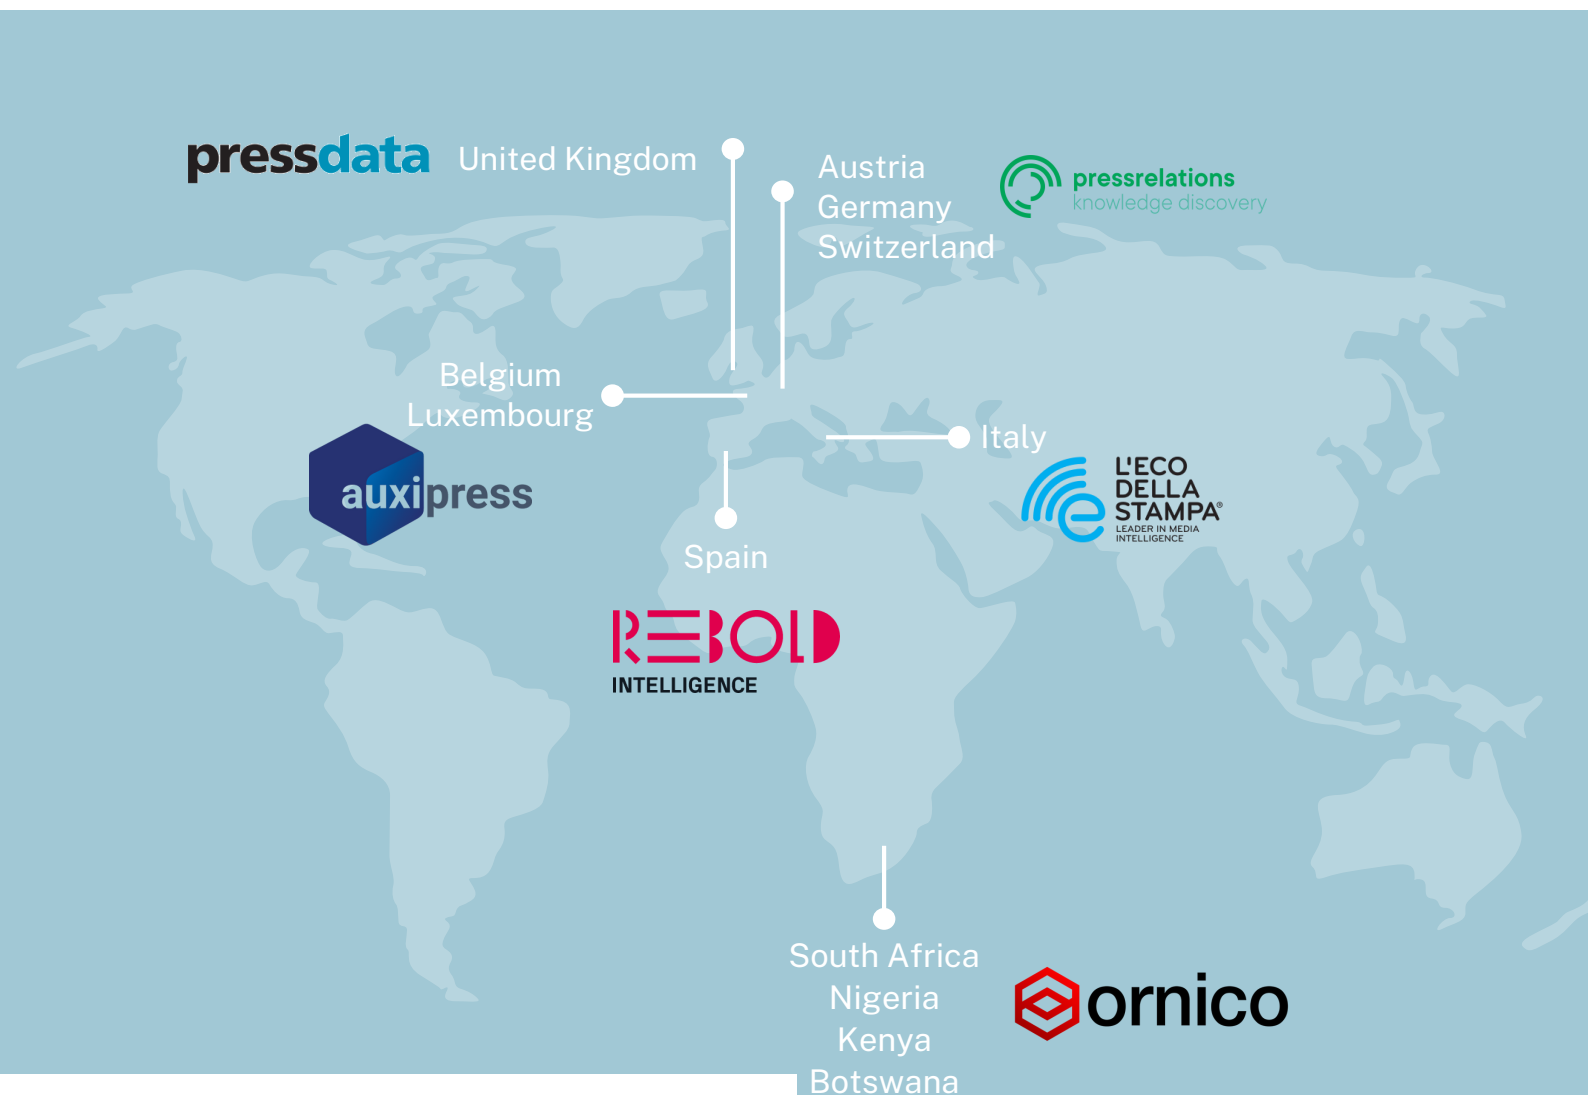 pressdata
United Kingdom
Austria
Germany
Switzerland
pressrelations
knowledge discovery
Belgium
Luxembourg
auxipress
Italy
L'ECO
DELLA
STAMPA®
LEADER IN MEDIA
INTELLIGENCE
Spain
REBOLD
INTELLIGENCE
South Africa
Nigeria
Kenya
Botswana
ornico